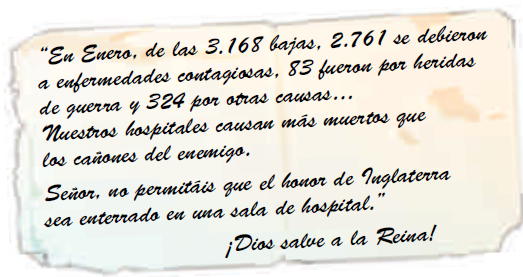 “En Enero, de las 3.168 bajas, 2.761 se debieron
a enfermedades contagiosas, 83 fueron por heridas
de guerra y 324 por otras causas...
Nuestros hospitales causan más muertos que
los cañones del enemigo.
Señor, no permitáis que el honor de Inglaterra
sea enterrado en una sala de hospital.”
¡Dios salve a la Reina!